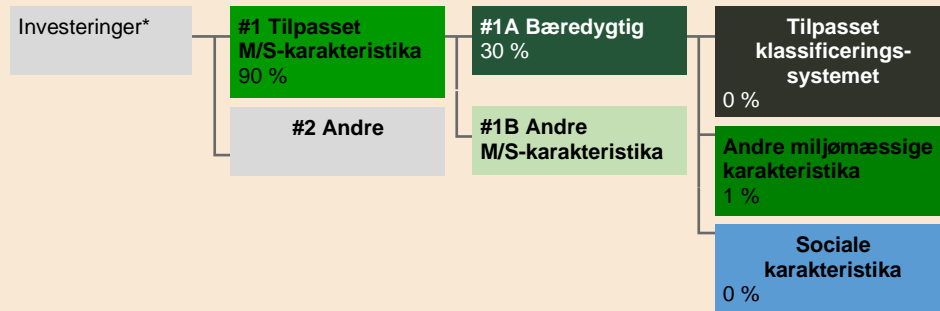 Investeringer*
#1 Tilpasset
M/S-karakteristika
90 %
#2 Andre
#1A Bæredygtig
30 %
#1B Andre
M/S-karakteristika
Tilpasset
klassificerings-
systemet
0 %
Andre miljømæssige
karakteristika
1 %
Sociale
karakteristika
0 %